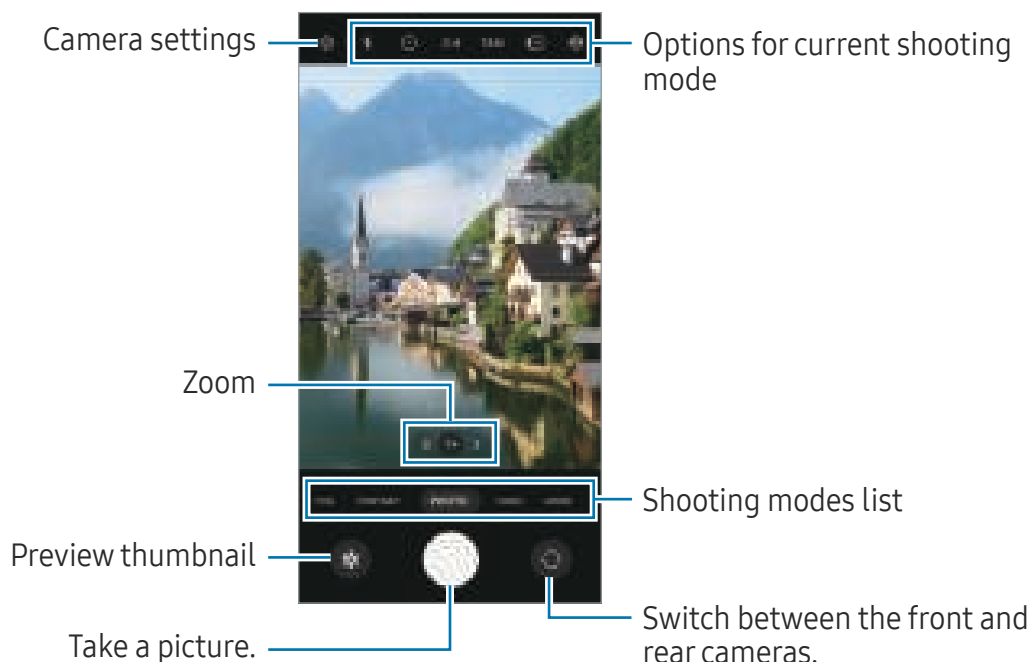 Camera settings
Options for current shooting
mode
Zoom
PHOTO
Shooting modes list
Preview thumbnail
Take a picture.
Switch between the front and
rear cameras.